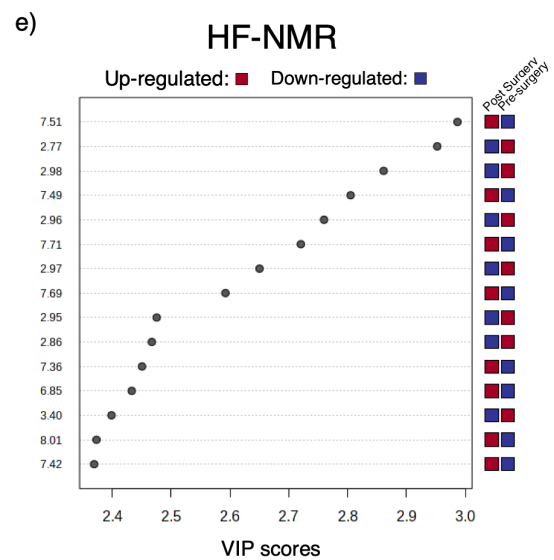 e)
HF-NMR
Up-regulated: Down-regulated:
Post Surgery
Pre-surgery
7.51
2.77
2.98
7.49
2.96
7.71
2.97
7.69
2.95
2.86
7.36
6.85
3.40
8.01
7.42
2.4 2.5 2.6 2.7 2.8 2.9 3.0
VIP scores